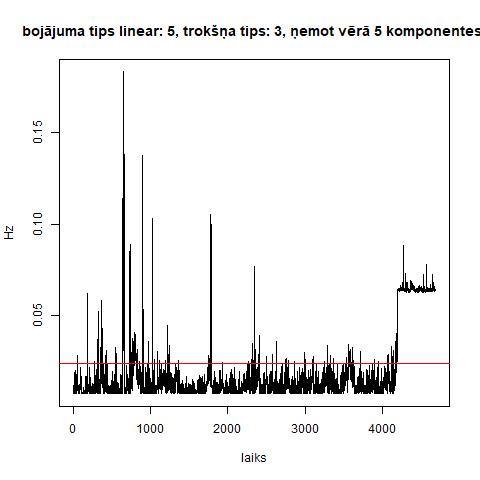 bojājuma tips linear: 5, trokšņa tips: 3, ņemot vērā 5 komponentes
0.15
0.10
0.05
Hz
0 1000 2000 3000 4000
laiks